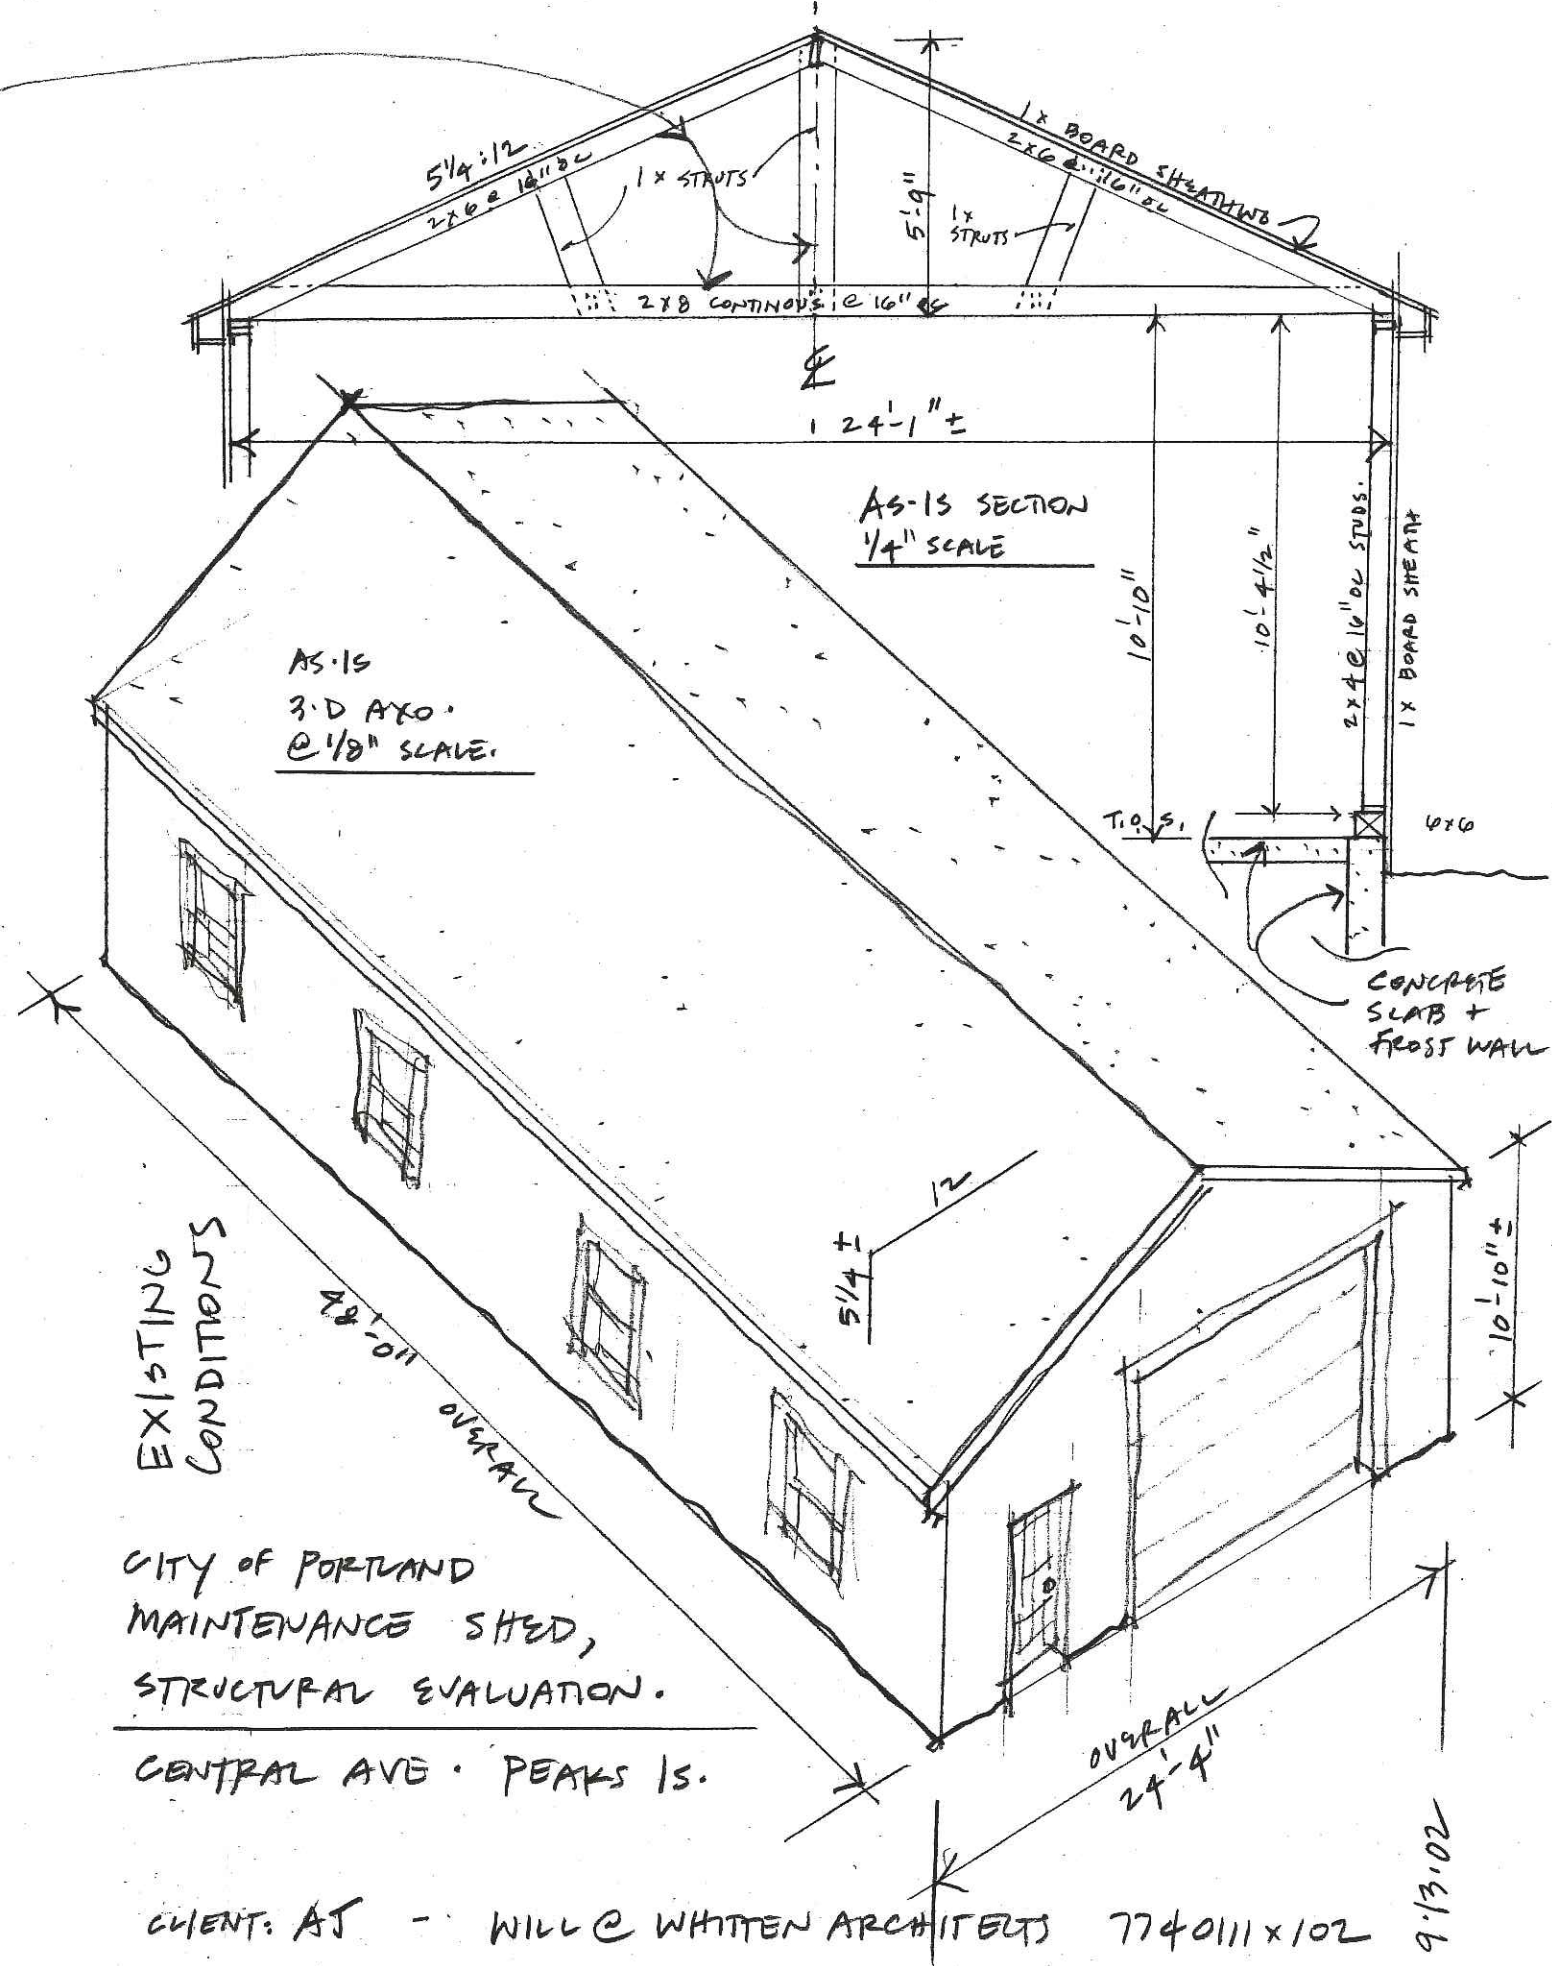 5¼:12
2x6 @ 16" OC
1x STRUTS
5'-9"
1x
STRUTS
1x BOARD SHEATHING
2x6 @ 16" OC
2x8 CONTINOUS @ 16" OC
℄
24'-1" ±
AS-IS SECTION
1/4" SCALE
10'-10"
10'-4½"
2x4 @ 16" OC STUDS.
1x BOARD SHEATH
T.O.S.
6x6
CONCRETE
SLAB +
FROST WALL
AS-IS
3-D AXO.
@ 1/8" SCALE.
12
5¼ ±
10'-10" ±
EXISTING
CONDITIONS
48'-0"
OVERALL
OVERALL
24'-4"
CITY OF PORTLAND
MAINTENANCE SHED,
STRUCTURAL EVALUATION.
CENTRAL AVE. PEAKS IS.
CLIENT: AJ - WILL @ WHITTEN ARCHITECTS 7740111x102
9.13.02